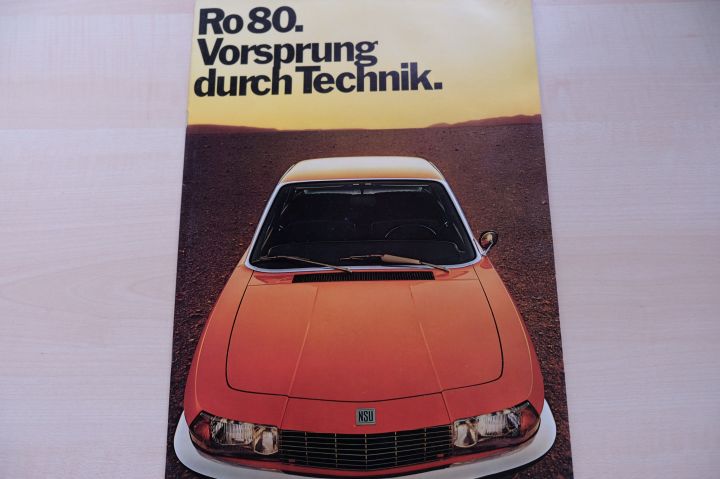 Ro 80.
Vorsprung
durch Technik.
NSU